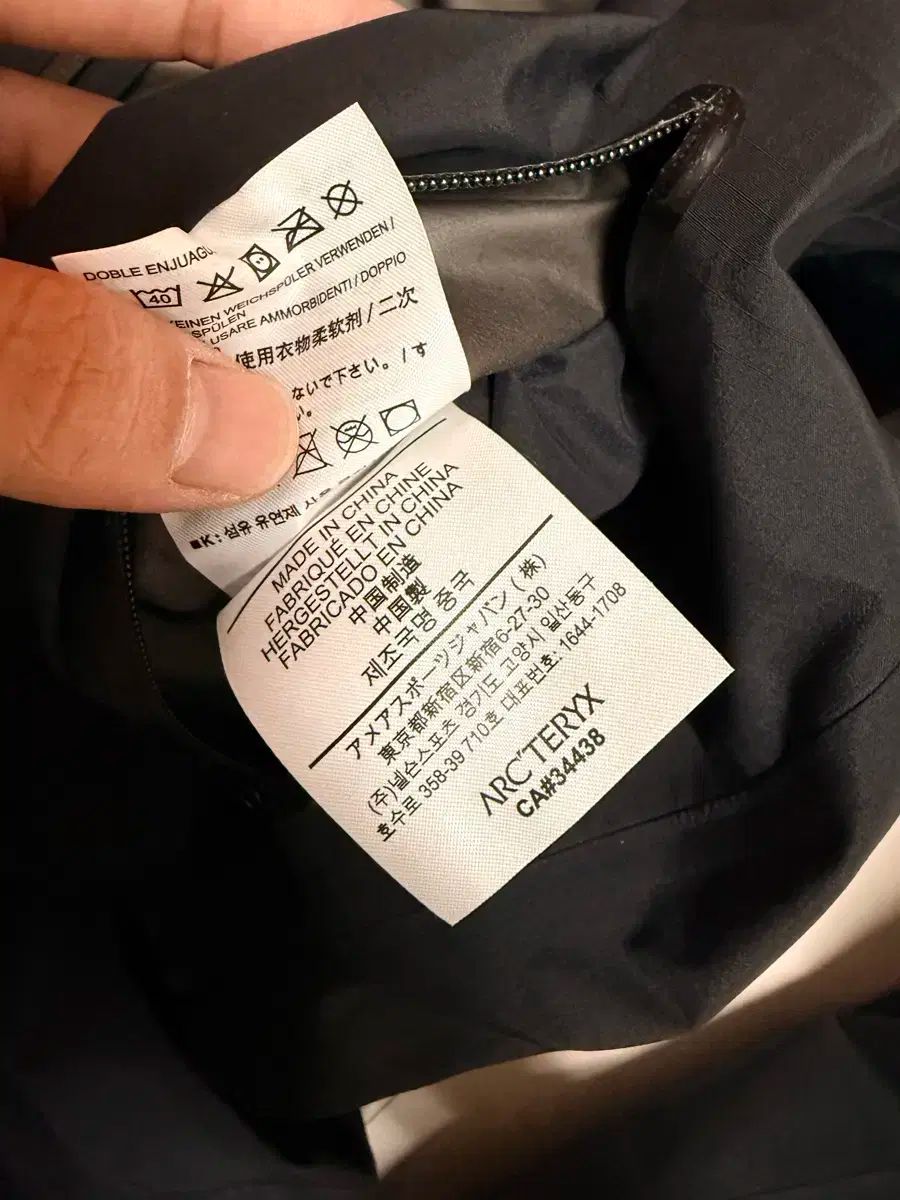 DOBLE ENJUAGU
40
KEINEN WEICHSPÜLER VERWENDEN /
SPÜLEN
USARE AMMORBIDENTI / DOPPIO
使用衣物柔软剂 / 二次
ないで下さい。 / す
い。
■K : 섬유 유연제
MADE IN CHINA
FABRIQUÉ EN CHINE
HERGESTELLT IN CHINA
FABRICADO EN CHINA
中国制造
中国製
제조국명 중국
アメアスポーツジャパン ( 株)
東京都新宿区新宿6-27-30
(주)넬슨스포츠 경기도 고양시 일산동구
호수로 358-39 710호 대표번호: 1644-1708
ARC'TERYX
CA#34438